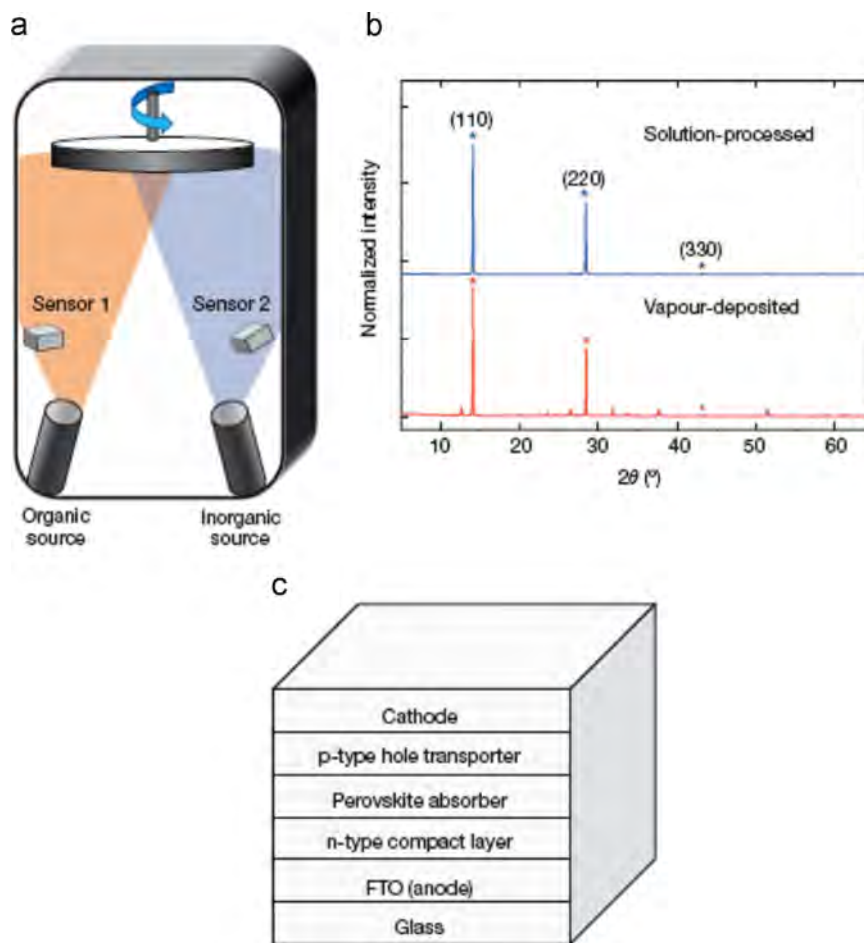 a
Sensor 1
Sensor 2
Organic
source
Inorganic
source
b
Normalized intensity
(110)
(220)
(330)
Solution-processed
Vapour-deposited
10
20
30
40
50
60
2θ (°)
c
Cathode
p-type hole transporter
Perovskite absorber
n-type compact layer
FTO (anode)
Glass